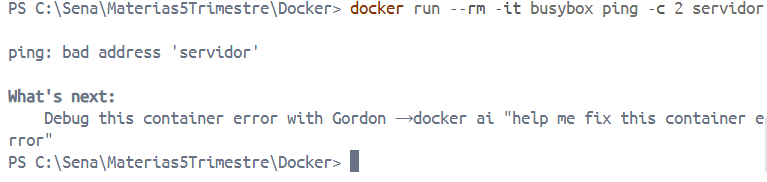 PS C:\Sena\Materias5Trimestre\Docker> docker run --rm -it busybox ping -c 2 servidor
ping: bad address 'servidor'
What's next:
Debug this container error with Gordon →docker ai "help me fix this container e
rror"
PS C:\Sena\Materias5Trimestre\Docker>